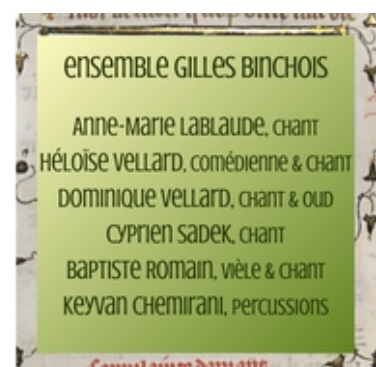 ensemble Gilles Binchois
Anne-Marie Lablaude, chant
Héloïse Vellard, comédienne & chant
Dominique Vellard, chant & oud
Cyprien Sadek, chant
Baptiste Romain, vièle & chant
Keyvan Chemirani, percussions